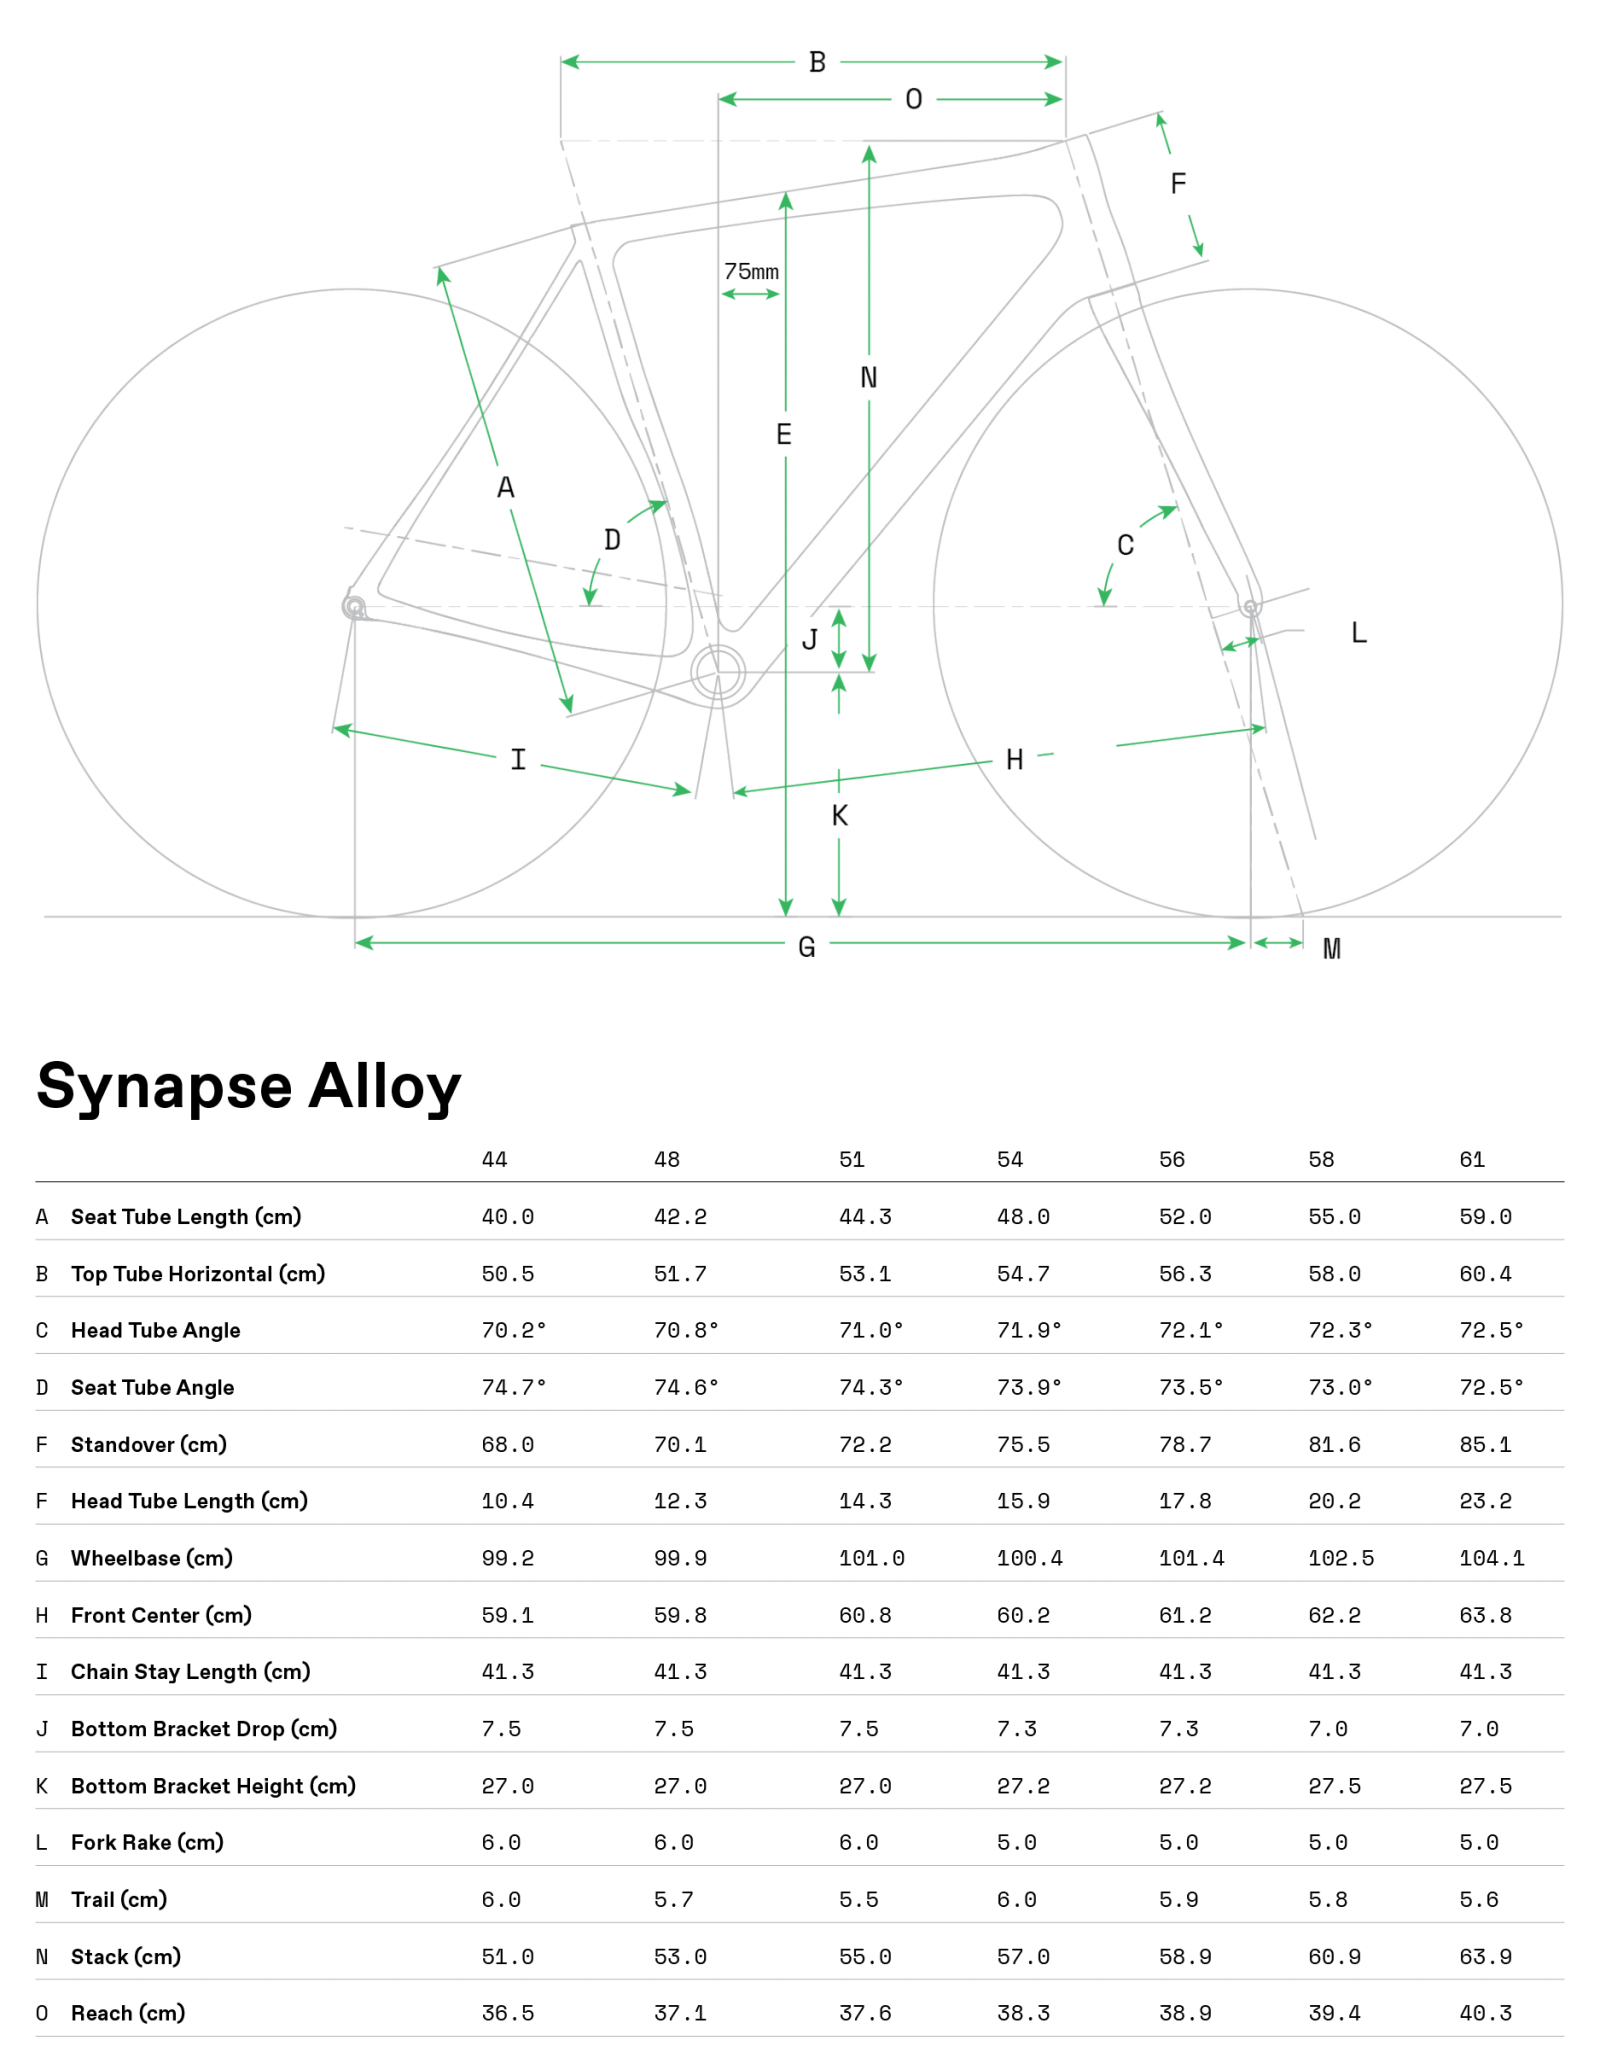 B
O
F
75mm
N
E
A
D
C
J
L
I
H
K
G
M
Synapse Alloy
44 48 51 54 56 58 61
A Seat Tube Length (cm) 40.0 42.2 44.3 48.0 52.0 55.0 59.0
B Top Tube Horizontal (cm) 50.5 51.7 53.1 54.7 56.3 58.0 60.4
C Head Tube Angle 70.2° 70.8° 71.0° 71.9° 72.1° 72.3° 72.5°
D Seat Tube Angle 74.7° 74.6° 74.3° 73.9° 73.5° 73.0° 72.5°
F Standover (cm) 68.0 70.1 72.2 75.5 78.7 81.6 85.1
F Head Tube Length (cm) 10.4 12.3 14.3 15.9 17.8 20.2 23.2
G Wheelbase (cm) 99.2 99.9 101.0 100.4 101.4 102.5 104.1
H Front Center (cm) 59.1 59.8 60.8 60.2 61.2 62.2 63.8
I Chain Stay Length (cm) 41.3 41.3 41.3 41.3 41.3 41.3 41.3
J Bottom Bracket Drop (cm) 7.5 7.5 7.5 7.3 7.3 7.0 7.0
K Bottom Bracket Height (cm) 27.0 27.0 27.0 27.2 27.2 27.5 27.5
L Fork Rake (cm) 6.0 6.0 6.0 5.0 5.0 5.0 5.0
M Trail (cm) 6.0 5.7 5.5 6.0 5.9 5.8 5.6
N Stack (cm) 51.0 53.0 55.0 57.0 58.9 60.9 63.9
O Reach (cm) 36.5 37.1 37.6 38.3 38.9 39.4 40.3